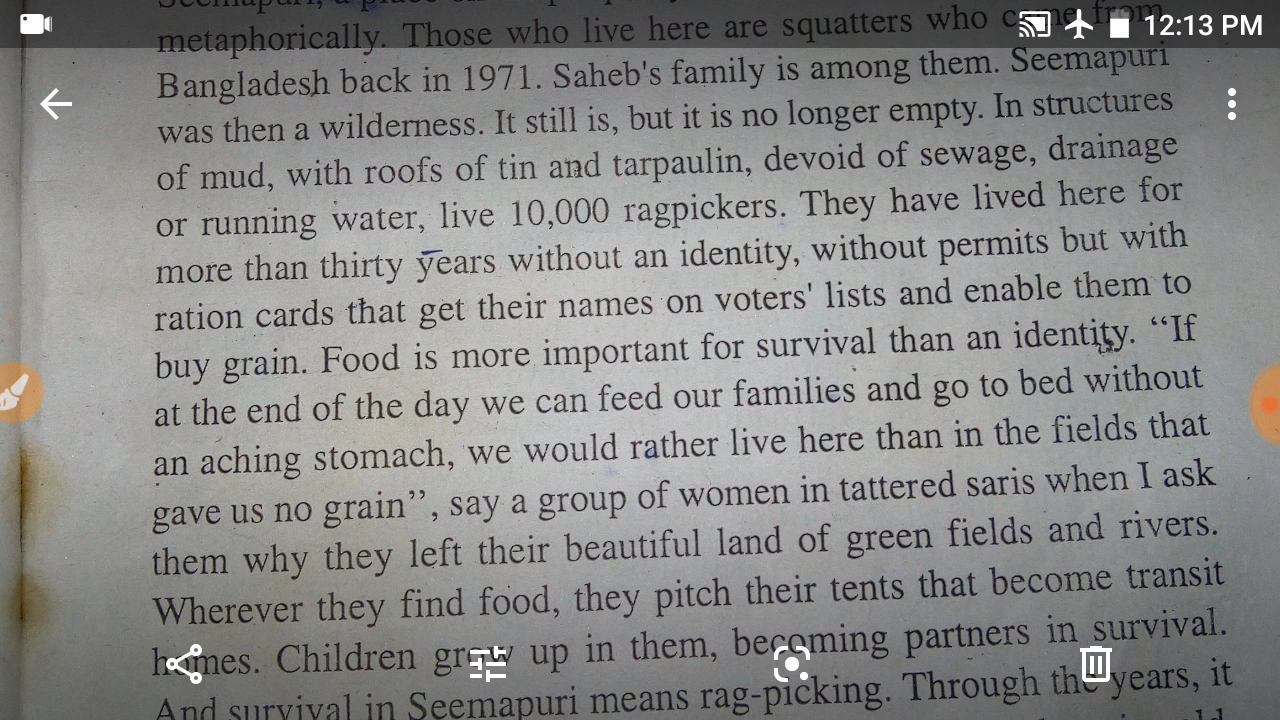 12:13 PM
Seemapuri, a place
metaphorically. Those who live here are squatters who come from
Bangladesh back in 1971. Saheb's family is among them. Seemapuri
was then a wilderness. It still is, but it is no longer empty. In structures
of mud, with roofs of tin and tarpaulin, devoid of sewage, drainage
or running water, live 10,000 ragpickers. They have lived here for
more than thirty years without an identity, without permits but with
ration cards that get their names on voters' lists and enable them to
buy grain. Food is more important for survival than an identity. “If
at the end of the day we can feed our families and go to bed without
an aching stomach, we would rather live here than in the fields that
gave us no grain”, say a group of women in tattered saris when I ask
them why they left their beautiful land of green fields and rivers.
Wherever they find food, they pitch their tents that become transit
homes. Children grow up in them, becoming partners in survival.
And survival in Seemapuri means rag-picking. Through the years, it